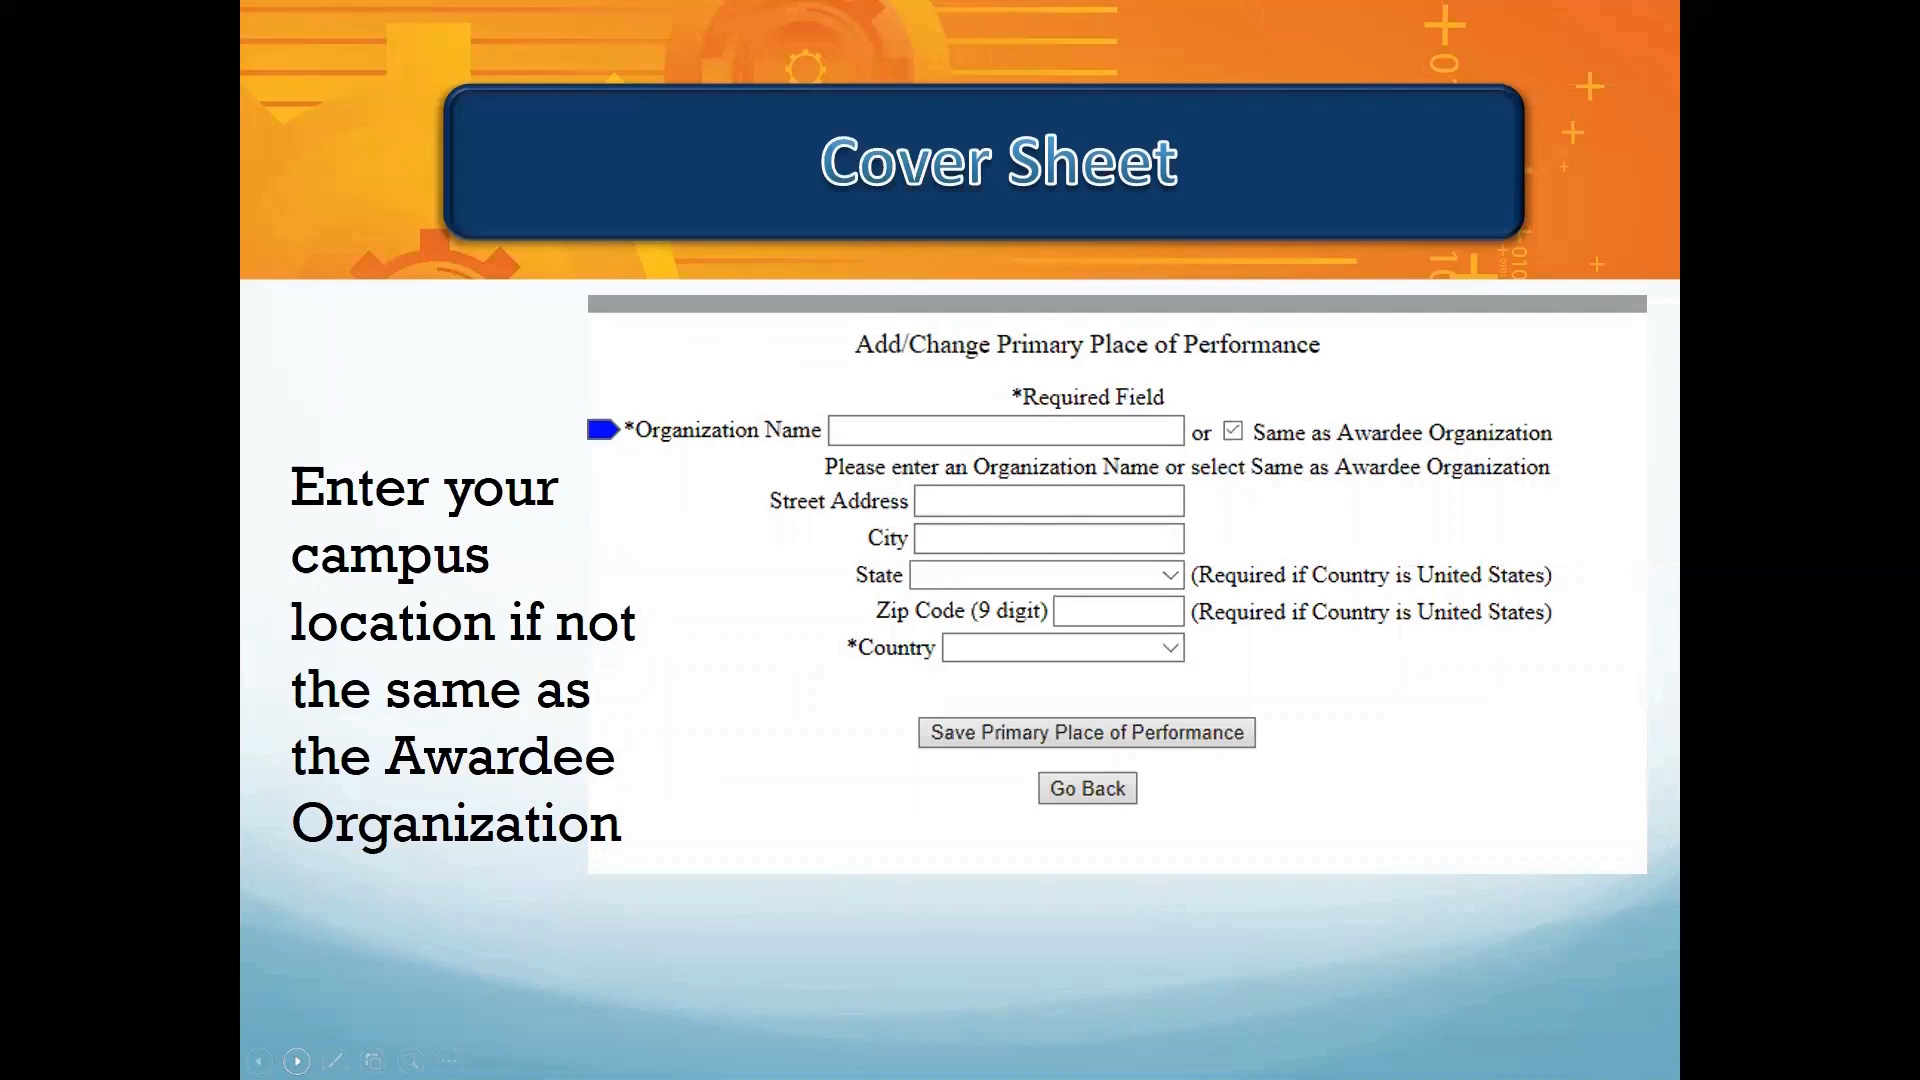 Cover Sheet
Add/Change Primary Place of Performance
*Required Field
*Organization Name or Same as Awardee Organization
Please enter an Organization Name or select Same as Awardee Organization
Street Address
City
State (Required if Country is United States)
Zip Code (9 digit) (Required if Country is United States)
*Country
Save Primary Place of Performance
Go Back
Enter your
campus
location if not
the same as
the Awardee
Organization